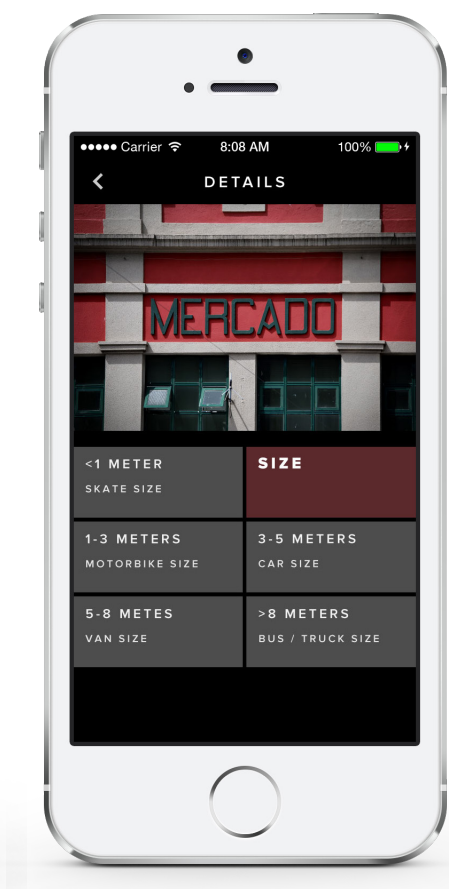 Carrier 8:08 AM 100%
DETAILS
MERCADO
<1 METER
SKATE SIZE
SIZE
1-3 METERS
MOTORBIKE SIZE
3-5 METERS
CAR SIZE
5-8 METES
VAN SIZE
>8 METERS
BUS / TRUCK SIZE